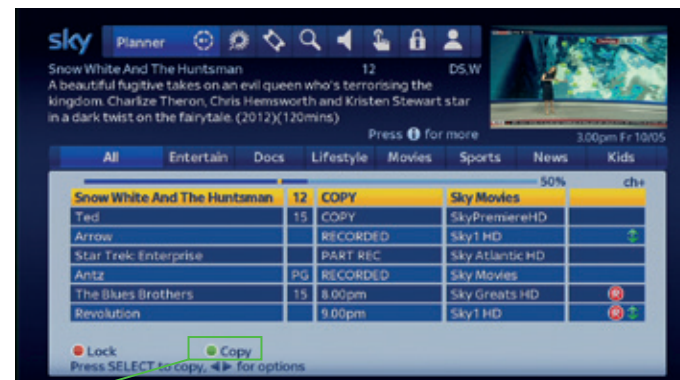 sky Planner
Snow White And The Huntsman 12 DS,W
A beautiful fugitive takes on an evil queen who's terrorising the
kingdom. Charlize Theron, Chris Hemsworth and Kristen Stewart star
in a dark twist on the fairytale. (2012)(120mins)
Press i for more
3.00pm Fr 10/05
All Entertain Docs Lifestyle Movies Sports News Kids
50% ch+
Snow White And The Huntsman 12 COPY Sky Movies
Ted 15 COPY SkyPremiereHD
Arrow RECORDED Sky1 HD
Star Trek: Enterprise PART REC Sky Atlantic HD
Antz PG RECORDED Sky Movies
The Blues Brothers 15 8.00pm Sky Greats HD R
Revolution 9.00pm Sky1 HD R
Lock Copy
Press SELECT to copy, ◀▶ for options